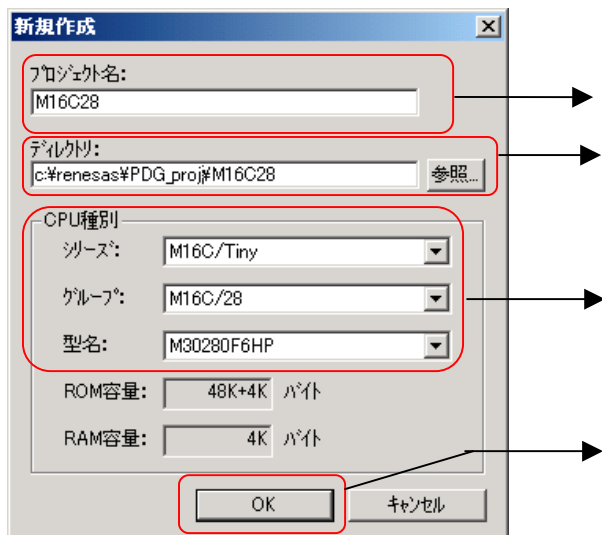 新規作成
プロジェクト名:
M16C28
ディレクトリ:
c:¥renesas¥PDG_proj¥M16C28 参照...
CPU種別
シリーズ: M16C/Tiny
グループ: M16C/28
型名: M30280F6HP
ROM容量: 48K+4K バイト
RAM容量: 4K バイト
OK キャンセル